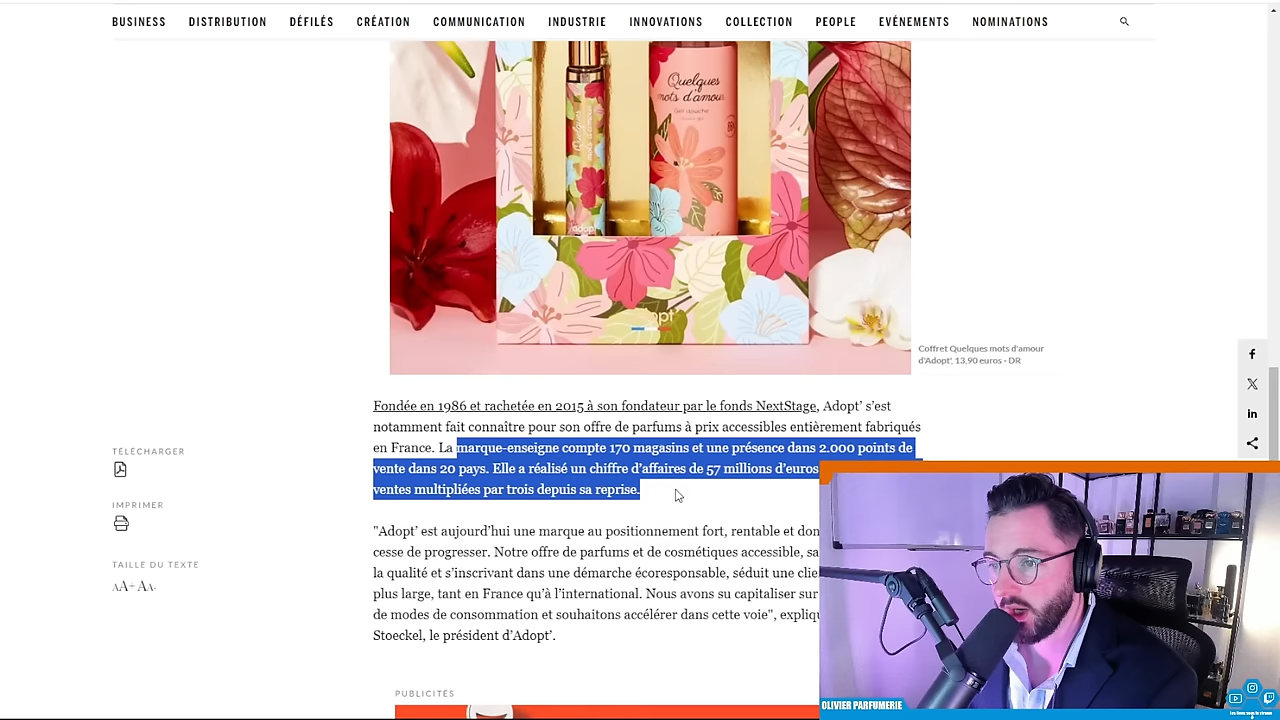 BUSINESS DISTRIBUTION DÉFILÉS CRÉATION COMMUNICATION INDUSTRIE INNOVATIONS COLLECTION PEOPLE EVÉNEMENTS NOMINATIONS
Quelques
mots d'amour
Gel douche
Coffret Quelques mots d'amour
d'Adopt', 13,90 euros - DR
Fondée en 1986 et rachetée en 2015 à son fondateur par le fonds NextStage, Adopt’ s’est
notamment fait connaître pour son offre de parfums à prix accessibles entièrement fabriqués
en France. La marque-enseigne compte 170 magasins et une présence dans 2.000 points de
vente dans 20 pays. Elle a réalisé un chiffre d’affaires de 57 millions d’euros
ventes multipliées par trois depuis sa reprise.
TÉLÉCHARGER
IMPRIMER
TAILLE DU TEXTE
AA+ AA-
"Adopt’ est aujourd’hui une marque au positionnement fort, rentable et don
cesse de progresser. Notre offre de parfums et de cosmétiques accessible, sa
la qualité et s’inscrivant dans une démarche écoresponsable, séduit une clie
plus large, tant en France qu’à l’international. Nous avons su capitaliser sur
de modes de consommation et souhaitons accélérer dans cette voie", expliqu
Stoeckel, le président d’Adopt’.
PUBLICITÉS
OLIVIER PARFUMERIE